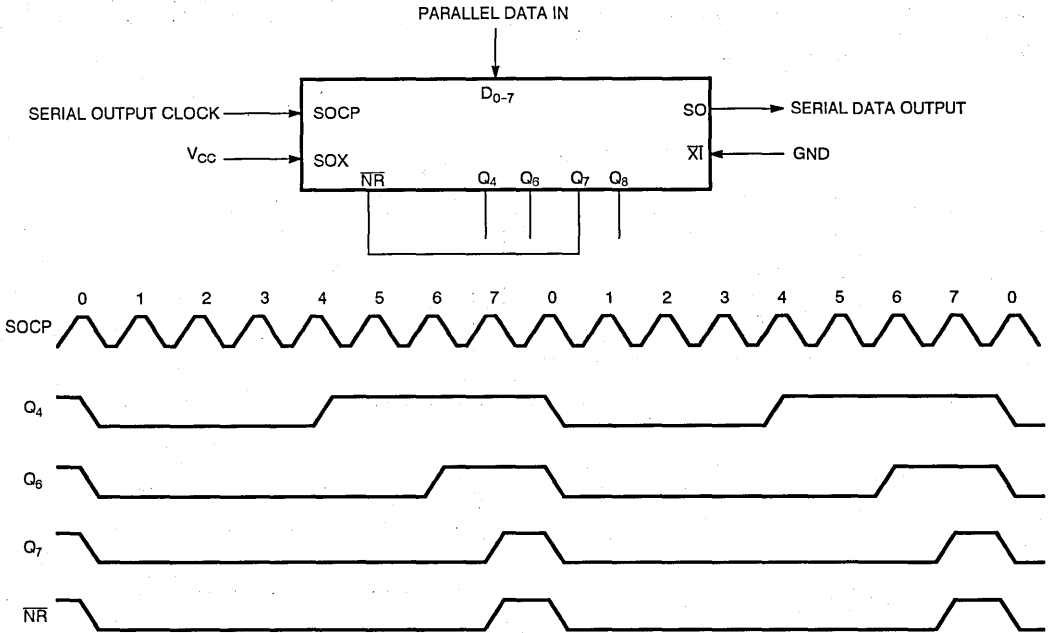 PARALLEL DATA IN
D0–7
SERIAL OUTPUT CLOCK
SOCP
SO
SERIAL DATA OUTPUT
VCC
SOX
XI
GND
NR
Q4
Q6
Q7
Q8
0 1 2 3 4 5 6 7 0 1 2 3 4 5 6 7 0
SOCP
Q4
Q6
Q7
NR